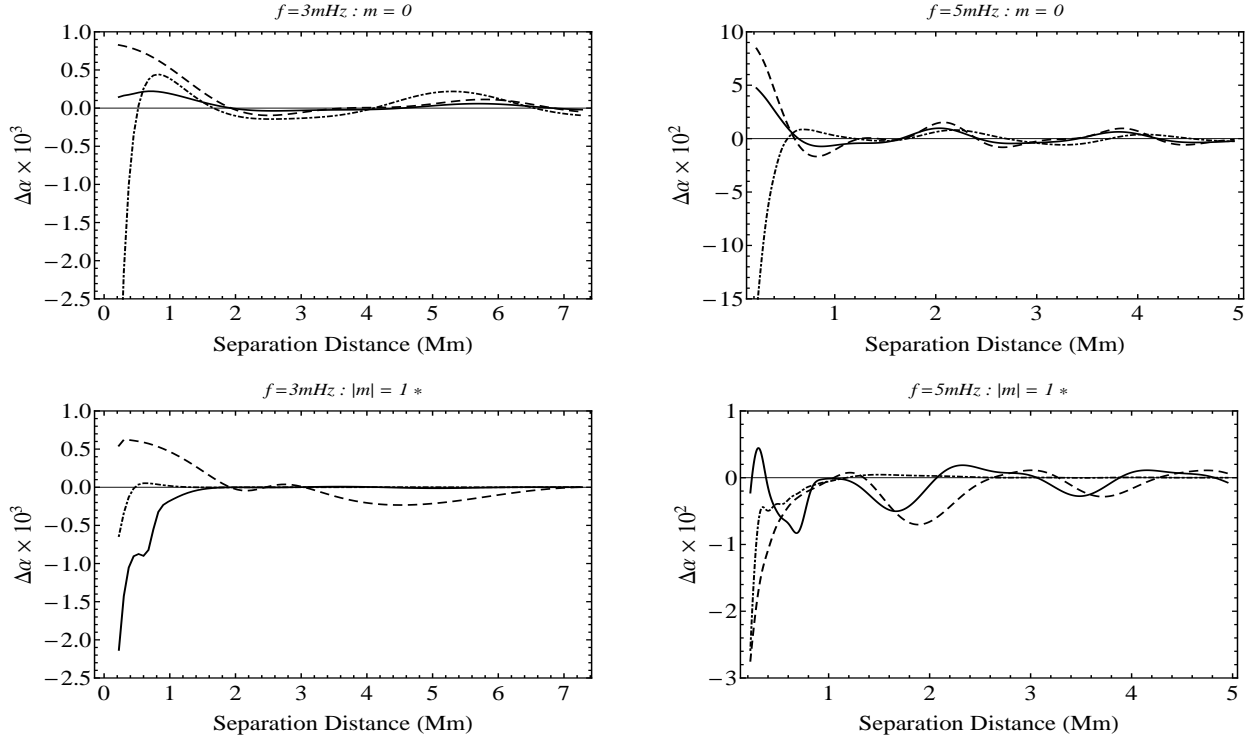 f=3mHz : m = 0
1.0
0.5
0.0
−0.5
−1.0
−1.5
−2.0
−2.5
Δα × 10³
0 1 2 3 4 5 6 7
Separation Distance (Mm)
f=5mHz : m = 0
10
5
0
−5
−10
−15
Δα × 10²
1 2 3 4 5
Separation Distance (Mm)
f=3mHz : |m| = 1 *
1.0
0.5
0.0
−0.5
−1.0
−1.5
−2.0
−2.5
Δα × 10³
0 1 2 3 4 5 6 7
Separation Distance (Mm)
f=5mHz : |m| = 1 *
1
0
−1
−2
−3
Δα × 10²
1 2 3 4 5
Separation Distance (Mm)